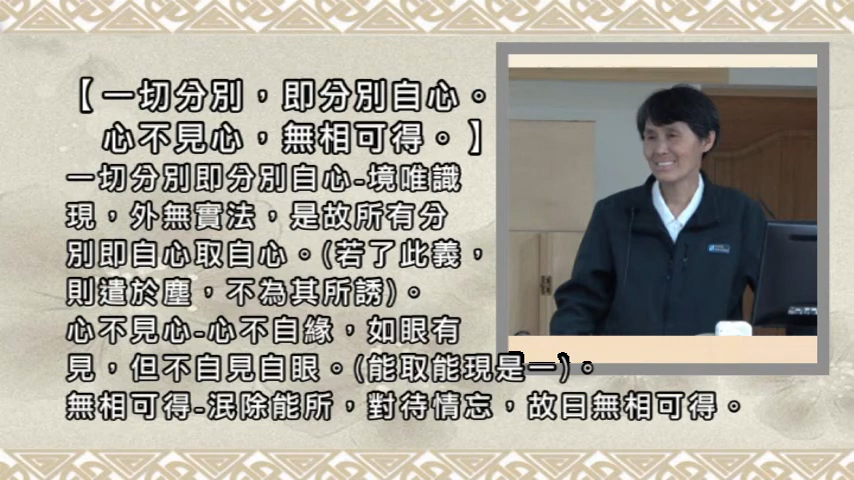 【一切分別，即分別自心。
心不見心，無相可得。】
一切分別即分別自心-境唯識
現，外無實法，是故所有分
別即自心取自心。(若了此義，
則遣於塵，不為其所誘)。
心不見心-心不自緣，如眼有
見，但不自見自眼。(能取能現是一)。
無相可得-泯除能所，對待情忘，故曰無相可得。